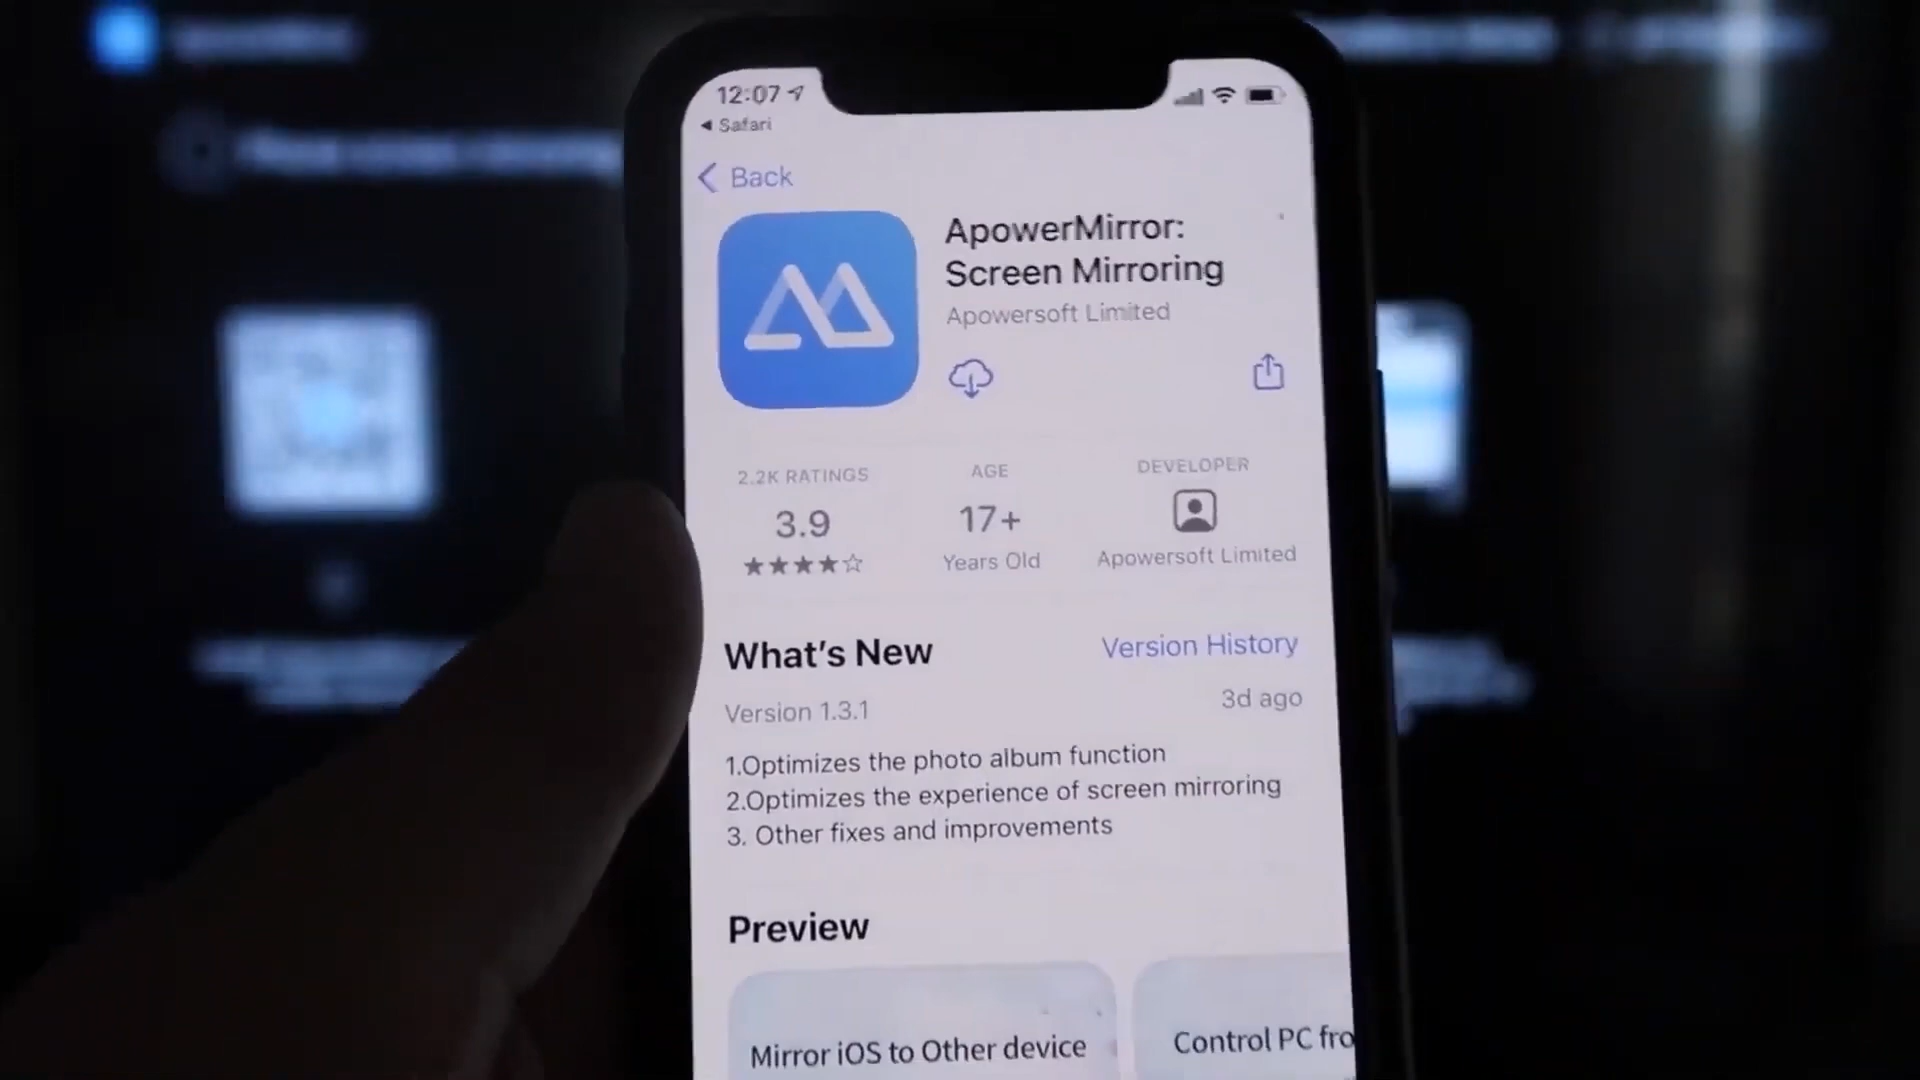 12:07
Safari
Back
ApowerMirror:
Screen Mirroring
Apowersoft Limited
2.2K RATINGS
AGE
DEVELOPER
3.9
17+
Years Old
Apowersoft Limited
What's New
Version History
Version 1.3.1
3d ago
1.Optimizes the photo album function
2.Optimizes the experience of screen mirroring
3. Other fixes and improvements
Preview
Mirror iOS to Other device
Control PC fro